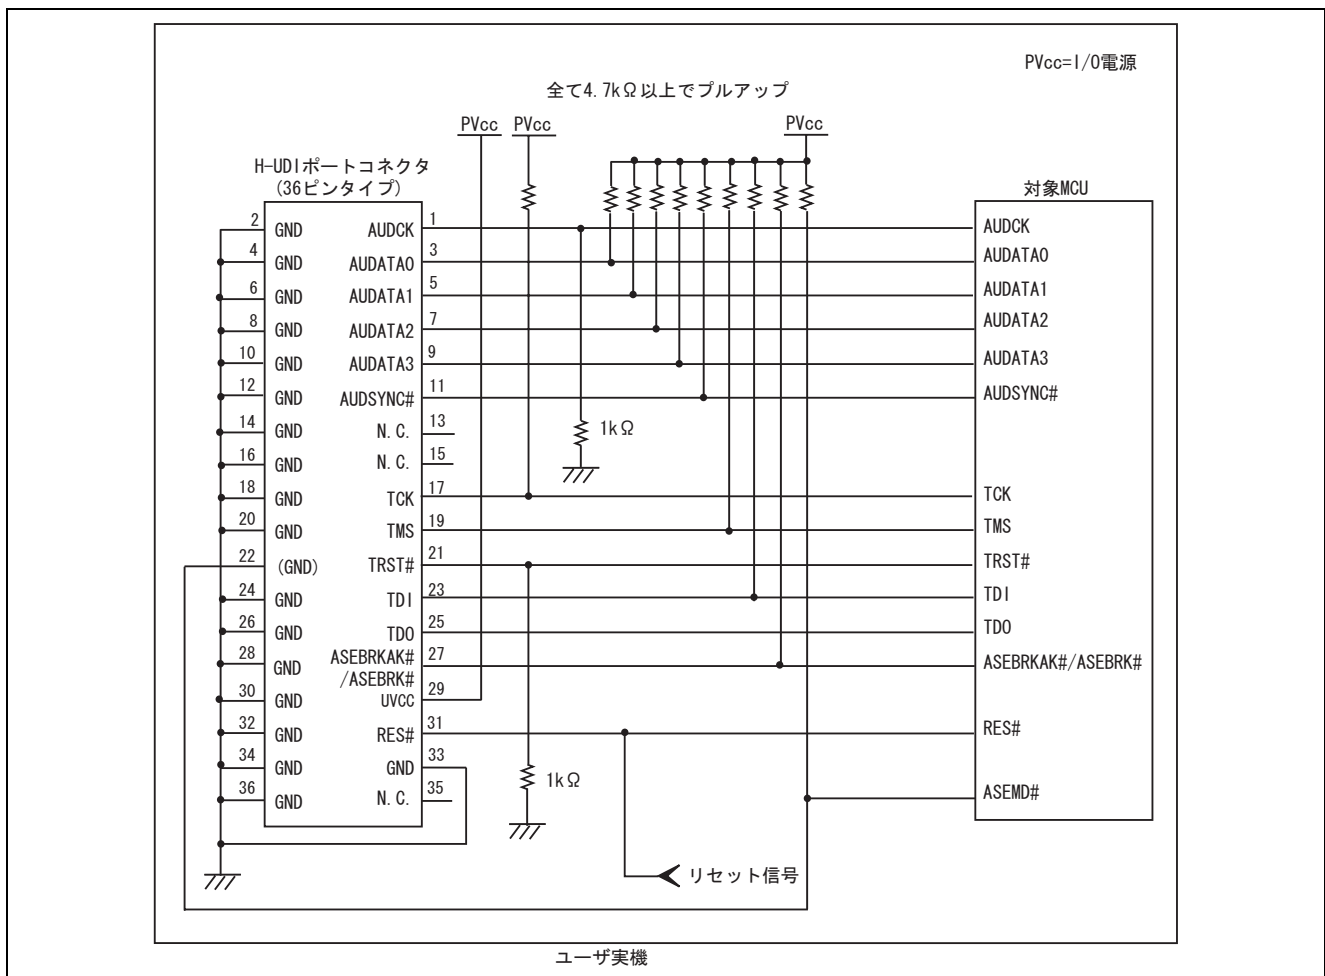 PVcc=I/O電源
全て4.7kΩ以上でプルアップ
PVcc PVcc PVcc
H-UDIポートコネクタ
(36ピンタイプ)
対象MCU
2 GND AUDCK 1 AUDCK
4 GND AUDATA0 3 AUDATA0
6 GND AUDATA1 5 AUDATA1
8 GND AUDATA2 7 AUDATA2
10 GND AUDATA3 9 AUDATA3
12 GND AUDSYNC# 11 AUDSYNC#
14 GND N.C. 13
1kΩ
16 GND N.C. 15
18 GND TCK 17 TCK
20 GND TMS 19 TMS
22 (GND) TRST# 21 TRST#
24 GND TDI 23 TDI
26 GND TDO 25 TDO
28 GND ASEBRKAK# 27 ASEBRKAK#/ASEBRK#
/ASEBRK#
30 GND UVCC 29
32 GND RES# 31 RES#
34 GND GND 33
1kΩ
36 GND N.C. 35 ASEMD#
リセット信号
ユーザ実機